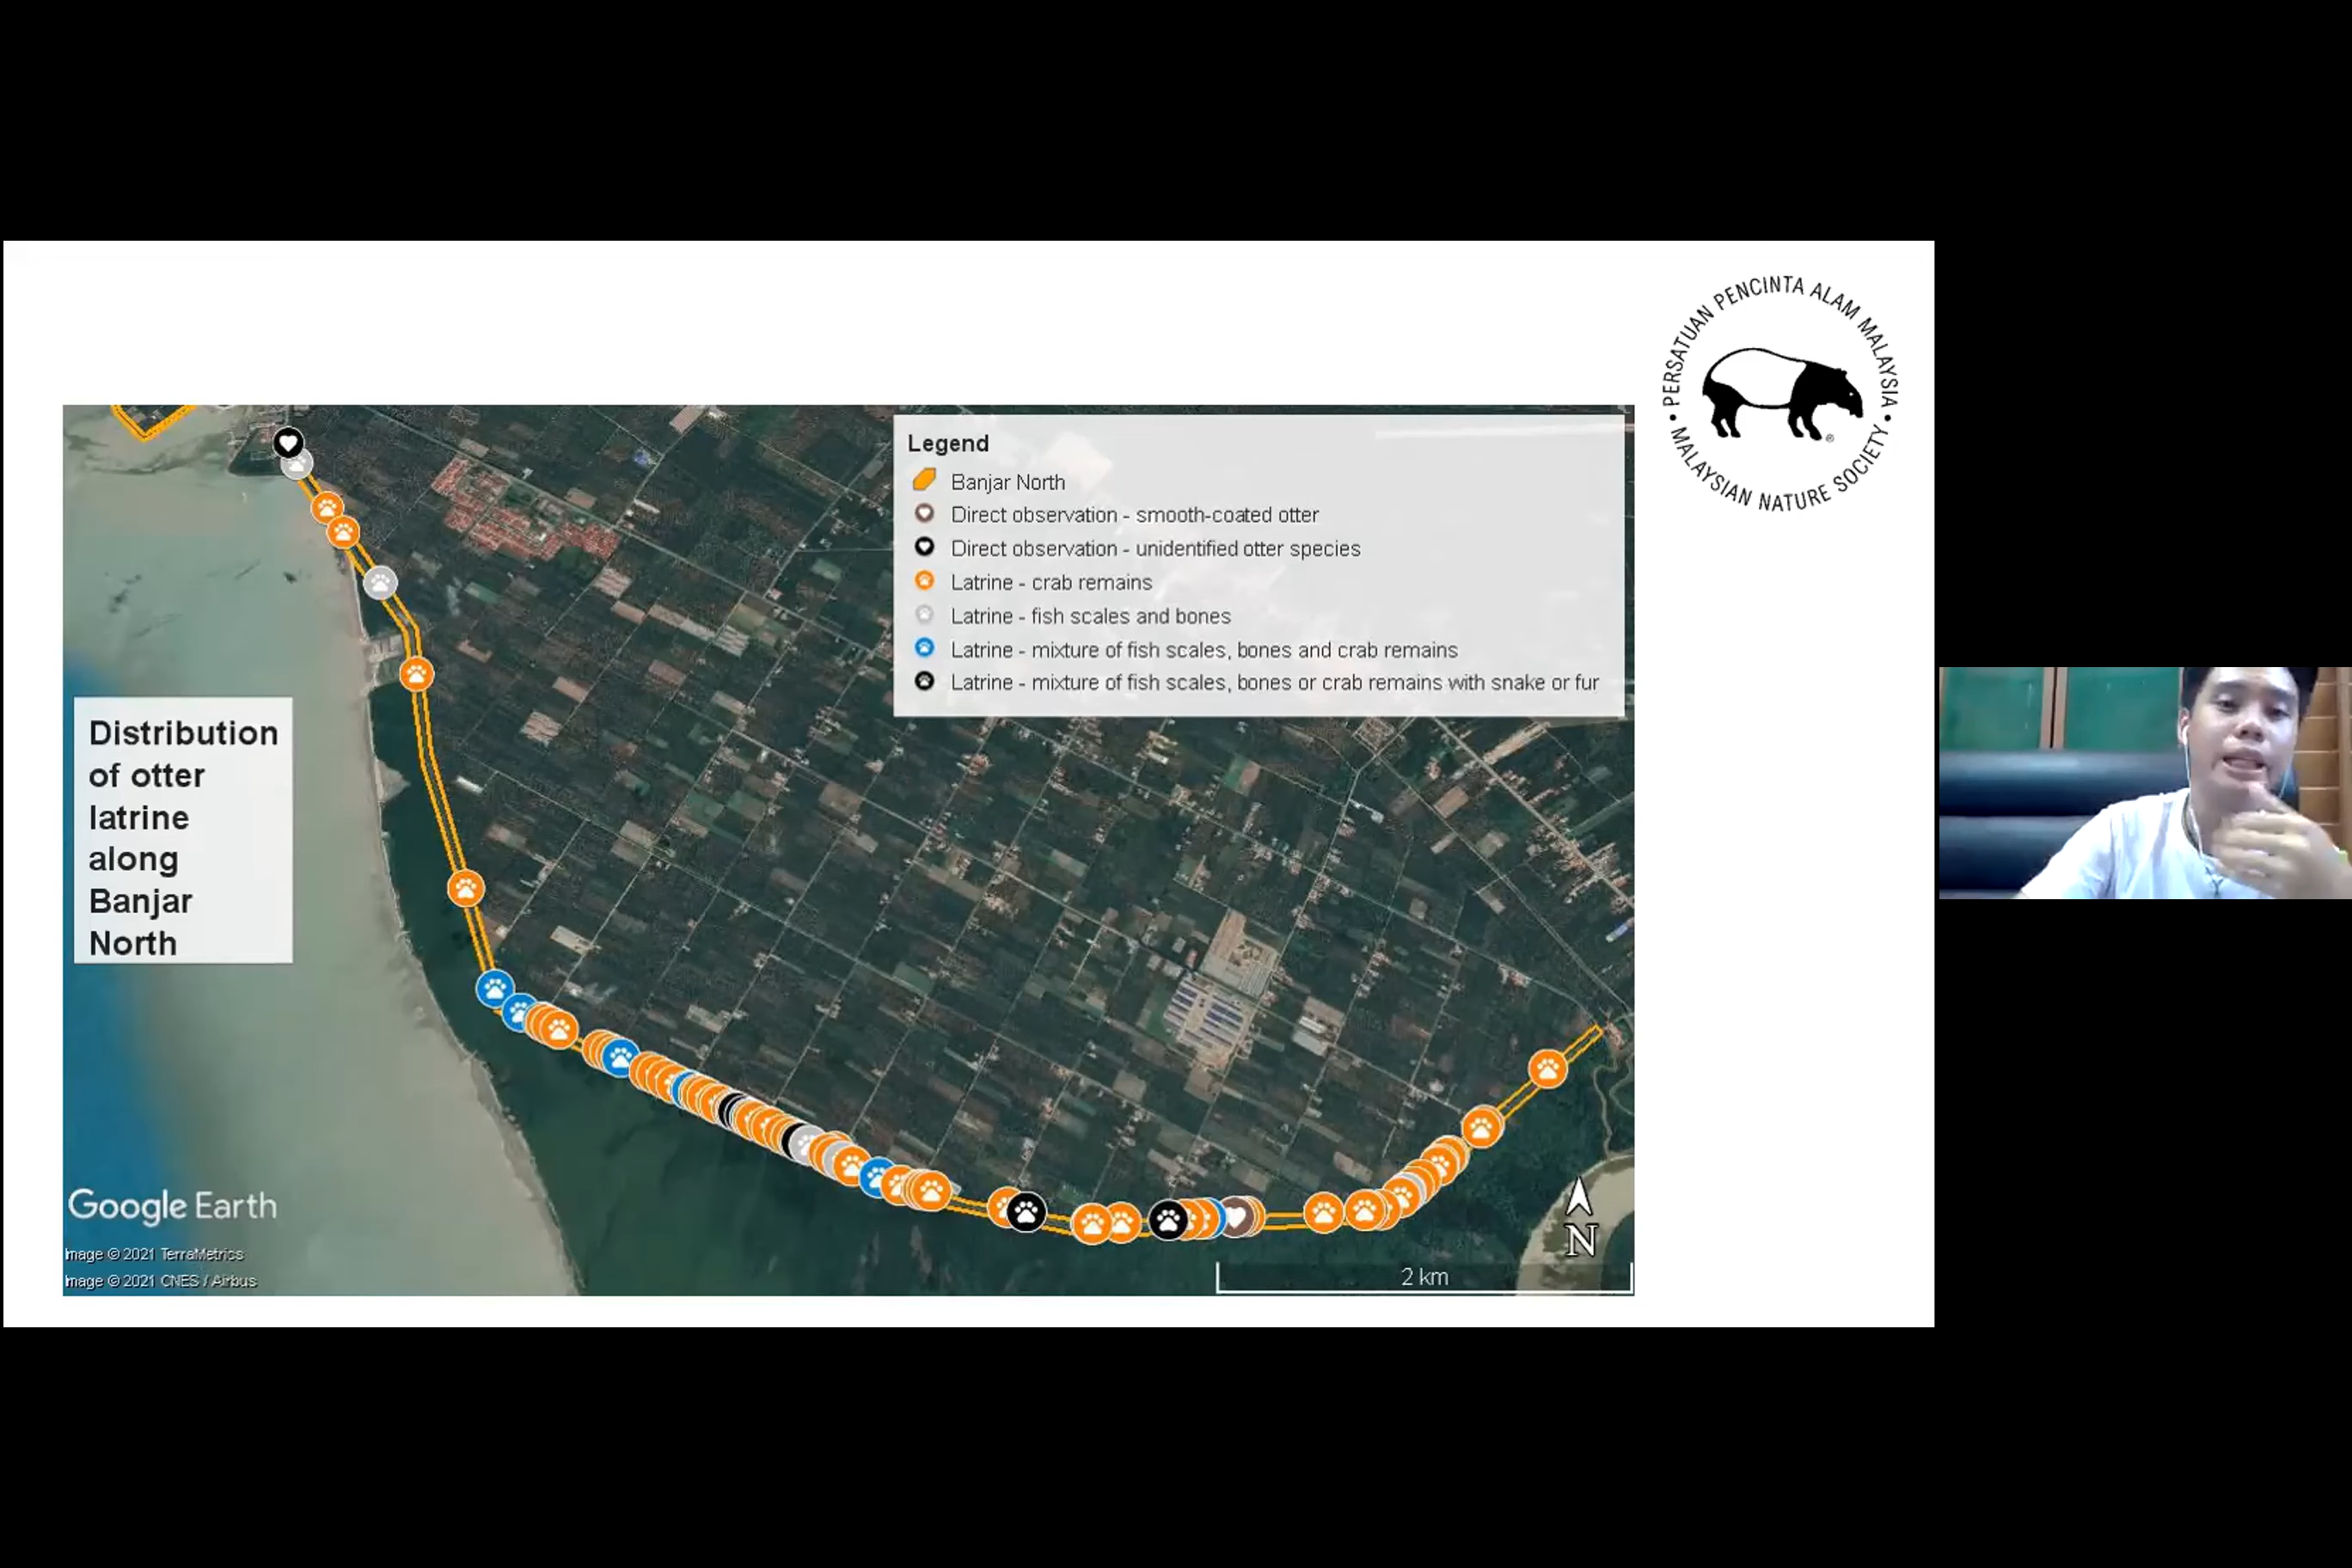 PERSATUAN PENCINTA ALAM MALAYSIA
• MALAYSIAN NATURE SOCIETY •
®
Legend
Banjar North
Direct observation - smooth-coated otter
Direct observation - unidentified otter species
Latrine - crab remains
Latrine - fish scales and bones
Latrine - mixture of fish scales, bones and crab remains
Latrine - mixture of fish scales, bones or crab remains with snake or fur
Distribution
of otter
latrine
along
Banjar
North
Google Earth
Image © 2021 TerraMetrics
Image © 2021 CNES / Airbus
N
2 km